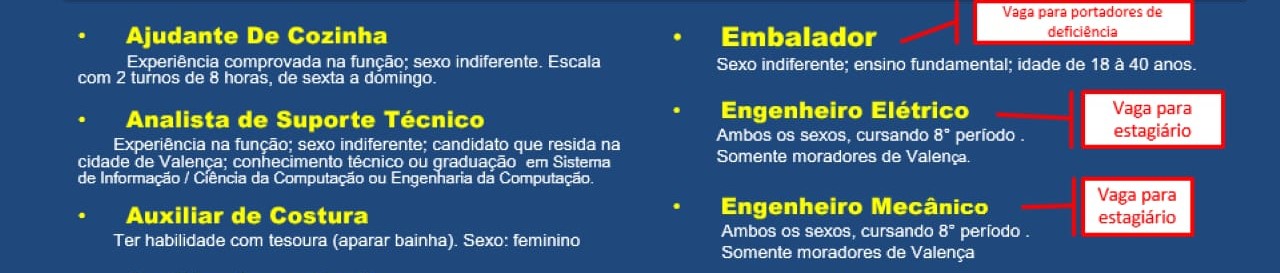 • Ajudante De Cozinha
Experiência comprovada na função; sexo indiferente. Escala
com 2 turnos de 8 horas, de sexta a domingo.
• Analista de Suporte Técnico
Experiência na função; sexo indiferente; candidato que resida na
cidade de Valença; conhecimento técnico ou graduação em Sistema
de Informação / Ciência da Computação ou Engenharia da Computação.
• Auxiliar de Costura
Ter habilidade com tesoura (aparar bainha). Sexo: feminino
Vaga para portadores de
deficiência
• Embalador
Sexo indiferente; ensino fundamental; idade de 18 à 40 anos.
• Engenheiro Elétrico
Vaga para
estagiário
Ambos os sexos, cursando 8° período .
Somente moradores de Valença.
• Engenheiro Mecânico
Vaga para
estagiário
Ambos os sexos, cursando 8° período .
Somente moradores de Valença